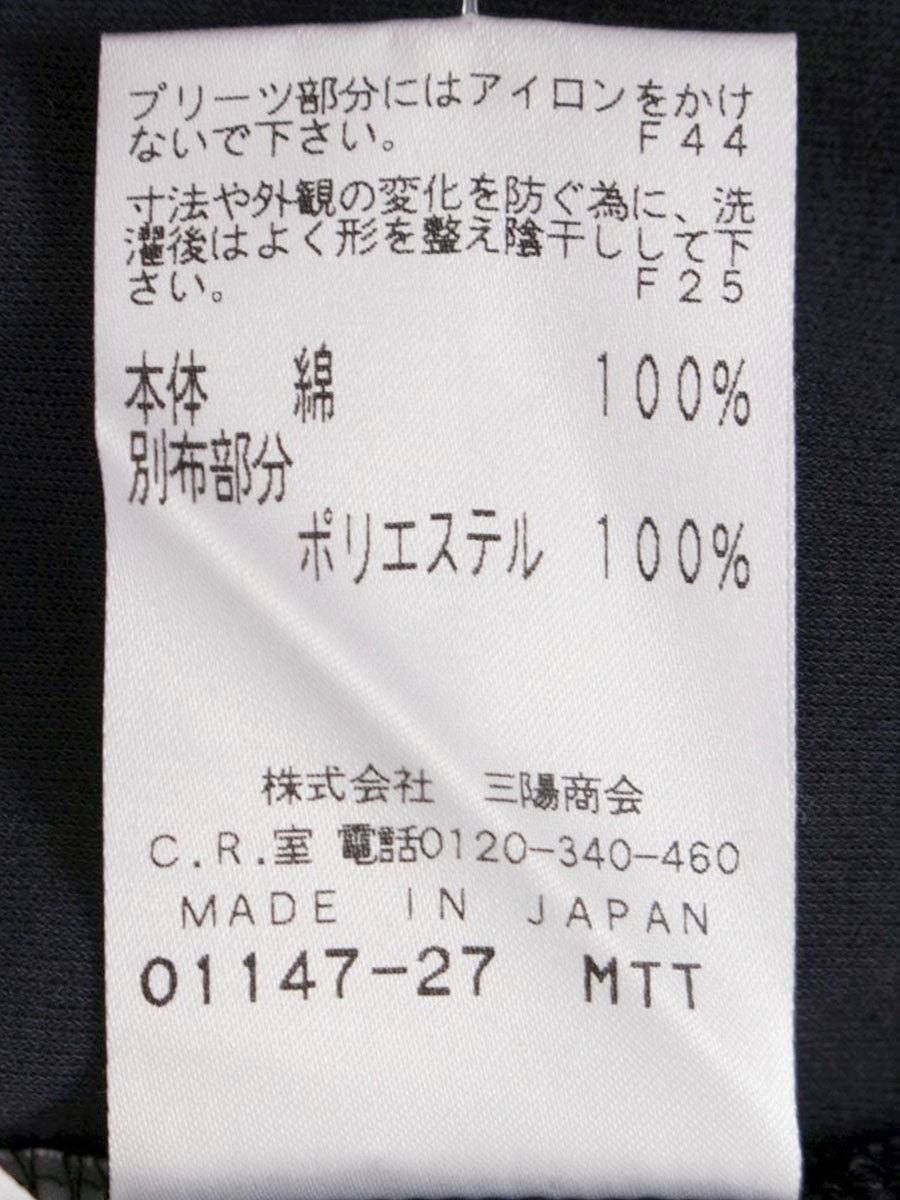 プリーツ部分にはアイロンをかけ
ないで下さい。 F44
寸法や外観の変化を防ぐ為に、洗
濯後はよく形を整え陰干しして下
さい。 F25
本体 綿 100%
別布部分
ポリエステル 100%
株式会社 三陽商会
C.R.室 電話0120-340-460
MADE IN JAPAN
01147-27 MTT